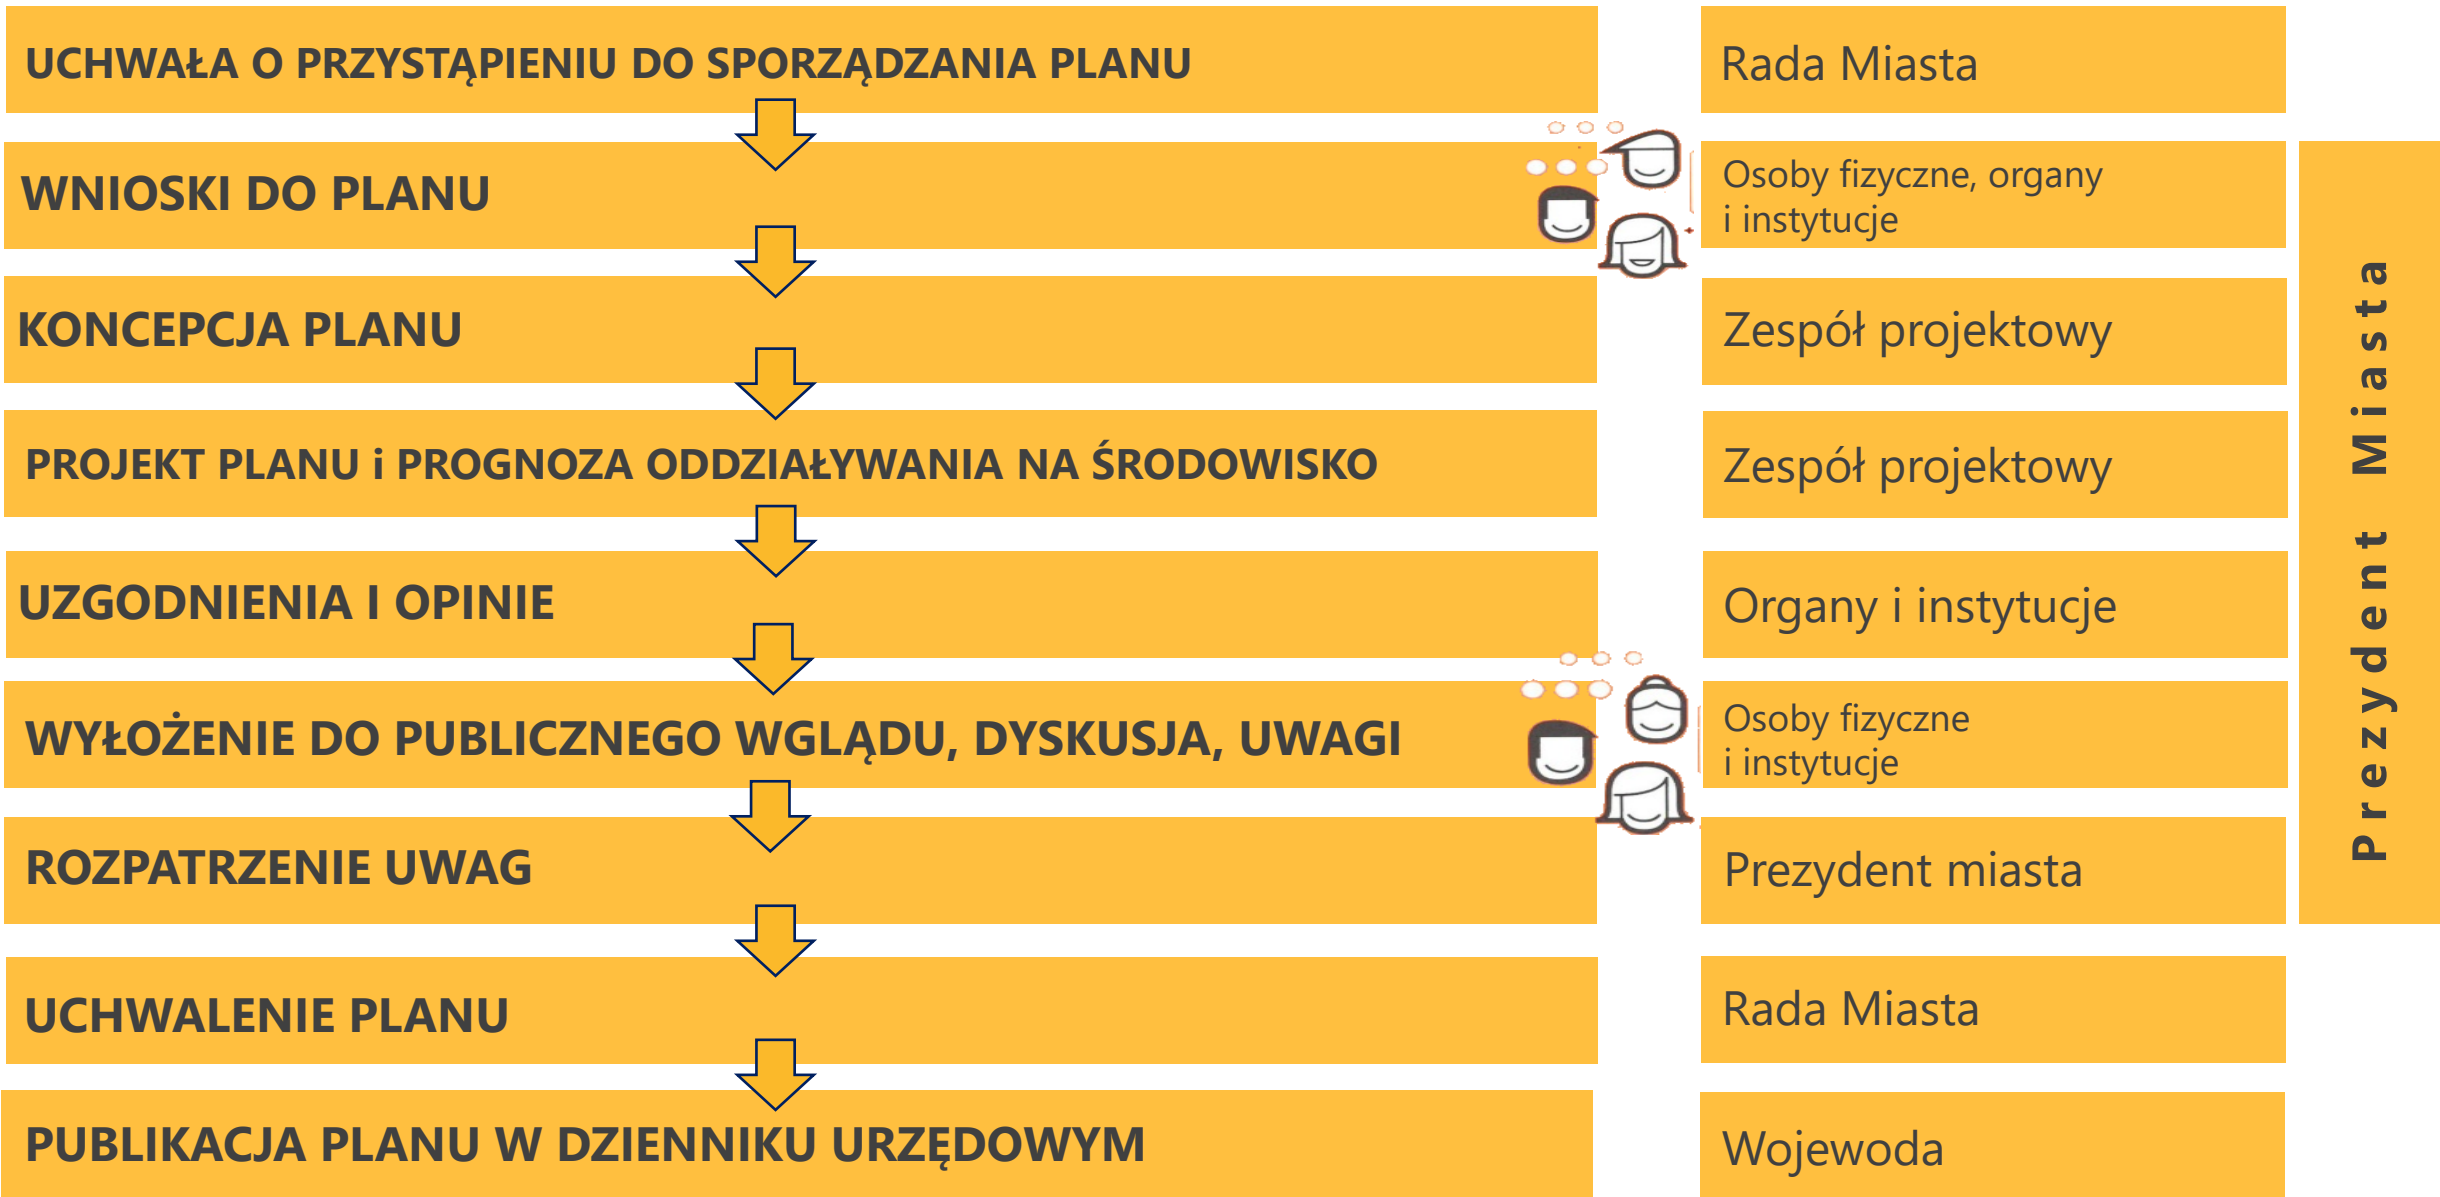 UCHWAŁA O PRZYSTĄPIENIU DO SPORZĄDZANIA PLANU
Rada Miasta
WNIOSKI DO PLANU
Osoby fizyczne, organy
i instytucje
KONCEPCJA PLANU
Zespół projektowy
PROJEKT PLANU i PROGNOZA ODDZIAŁYWANIA NA ŚRODOWISKO
Zespół projektowy
UZGODNIENIA I OPINIE
Organy i instytucje
WYŁOŻENIE DO PUBLICZNEGO WGLĄDU, DYSKUSJA, UWAGI
Osoby fizyczne
i instytucje
ROZPATRZENIE UWAG
Prezydent miasta
UCHWALENIE PLANU
Rada Miasta
PUBLIKACJA PLANU W DZIENNIKU URZĘDOWYM
Wojewoda
Prezydent Miasta